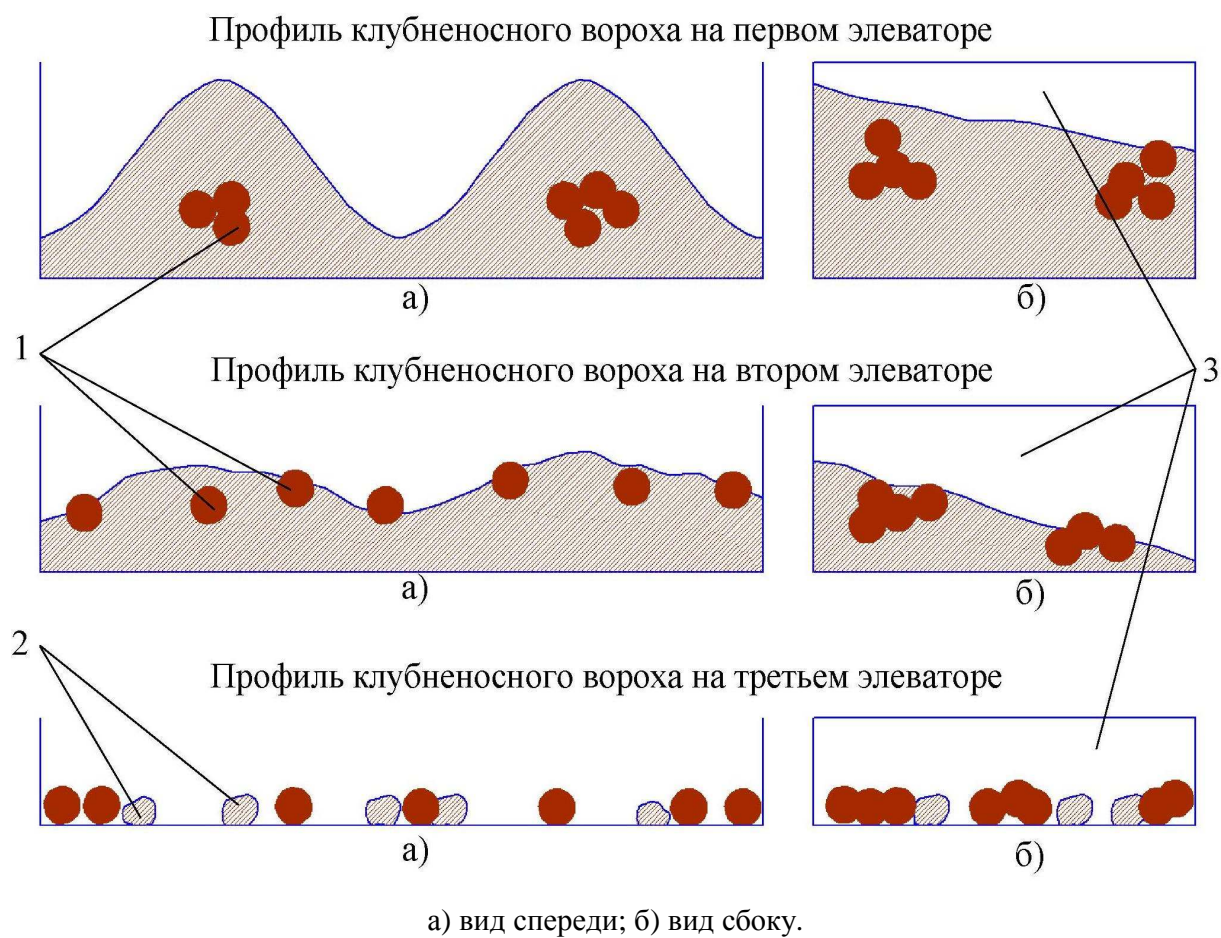 Профиль клубненосного вороха на первом элеваторе
а)
б)
1
3
Профиль клубненосного вороха на втором элеваторе
а)
б)
2
Профиль клубненосного вороха на третьем элеваторе
а)
б)
а) вид спереди; б) вид сбоку.